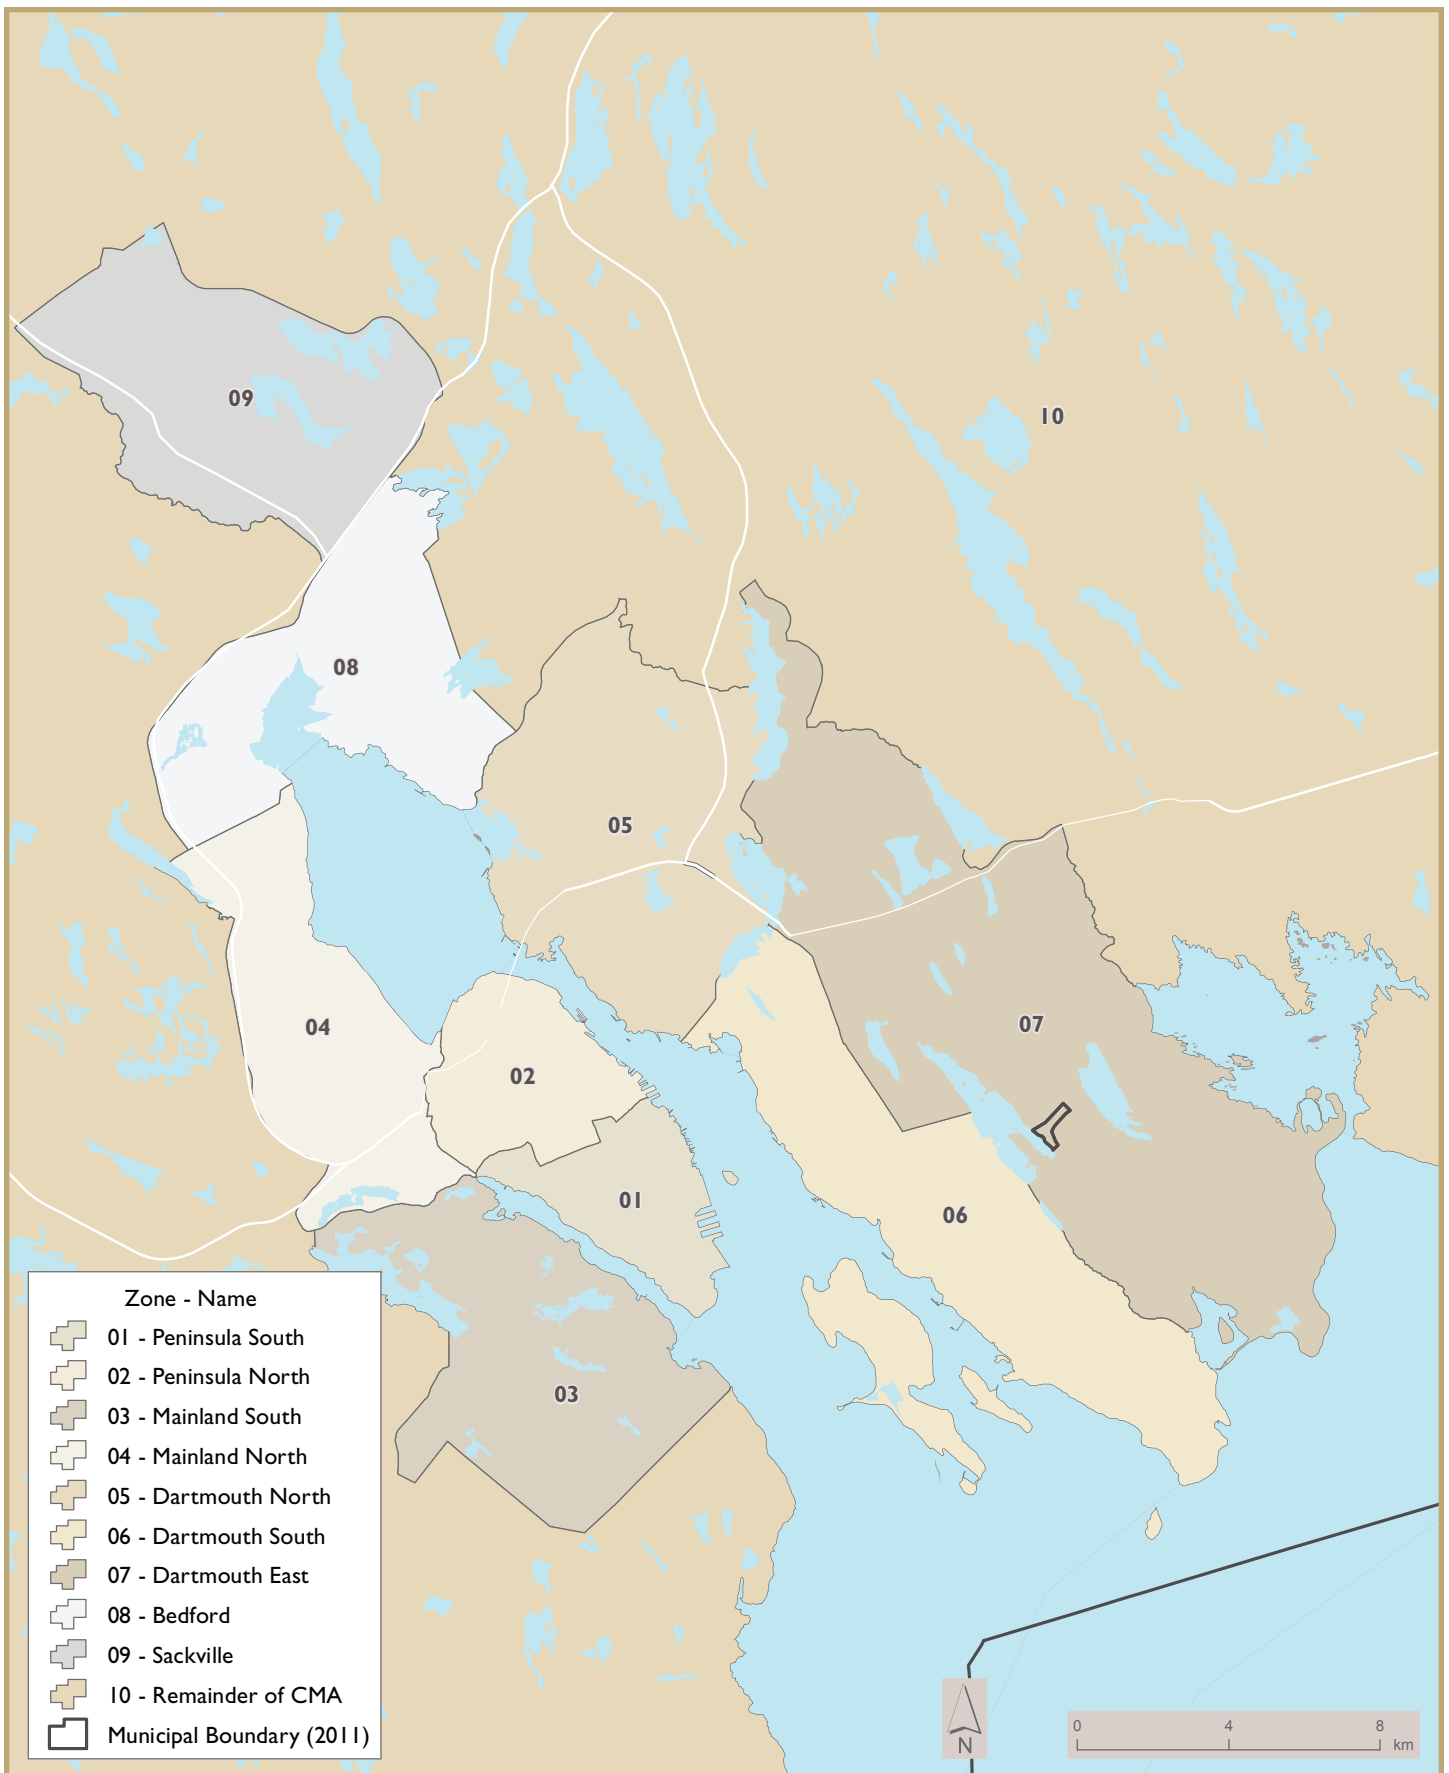 09
10
08
05
07
04
02
01
06
03
Zone - Name
01 - Peninsula South
02 - Peninsula North
03 - Mainland South
04 - Mainland North
05 - Dartmouth North
06 - Dartmouth South
07 - Dartmouth East
08 - Bedford
09 - Sackville
10 - Remainder of CMA
Municipal Boundary (2011)
N
0 4 8
km